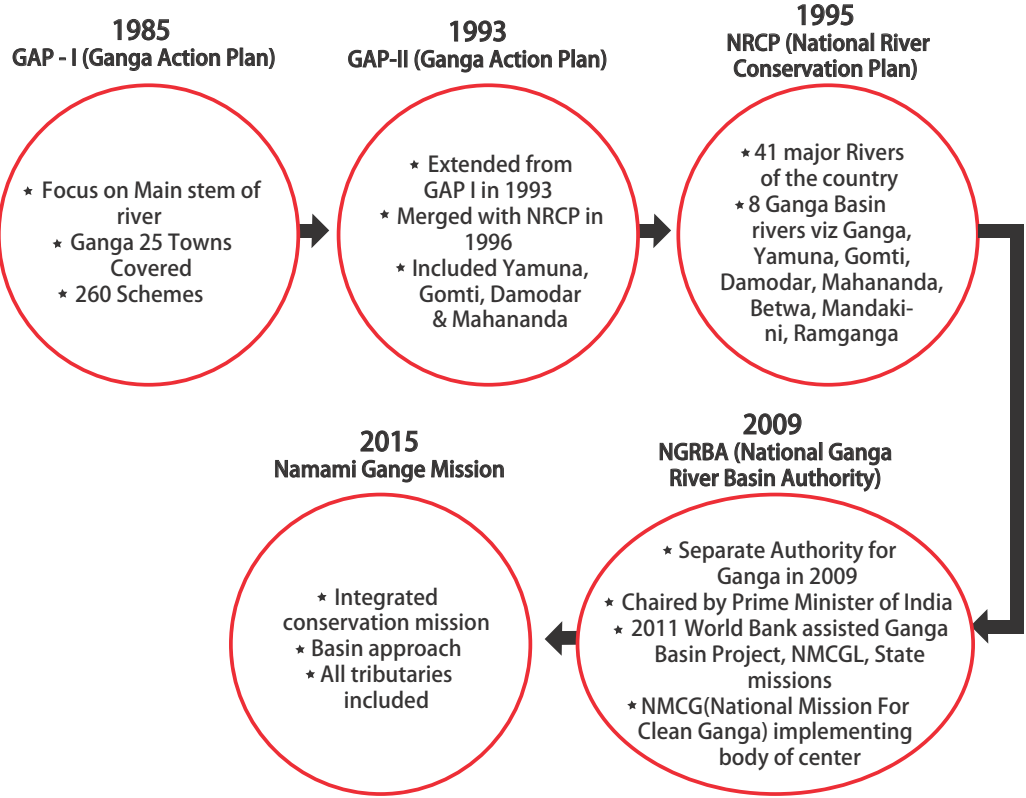 1985
GAP - I (Ganga Action Plan)
★ Focus on Main stem of
river
★ Ganga 25 Towns
Covered
★ 260 Schemes
1993
GAP-II (Ganga Action Plan)
★ Extended from
GAP I in 1993
★ Merged with NRCP in
1996
★ Included Yamuna,
Gomti, Damodar
& Mahananda
1995
NRCP (National River
Conservation Plan)
★ 41 major Rivers
of the country
★ 8 Ganga Basin
rivers viz Ganga,
Yamuna, Gomti,
Damodar, Mahananda,
Betwa, Mandaki-
ni, Ramganga
2009
NGRBA (National Ganga
River Basin Authority)
★ Separate Authority for
Ganga in 2009
★ Chaired by Prime Minister of India
★ 2011 World Bank assisted Ganga
Basin Project, NMCGL, State
missions
★ NMCG(National Mission For
Clean Ganga) implementing
body of center
2015
Namami Gange Mission
★ Integrated
conservation mission
★ Basin approach
★ All tributaries
included